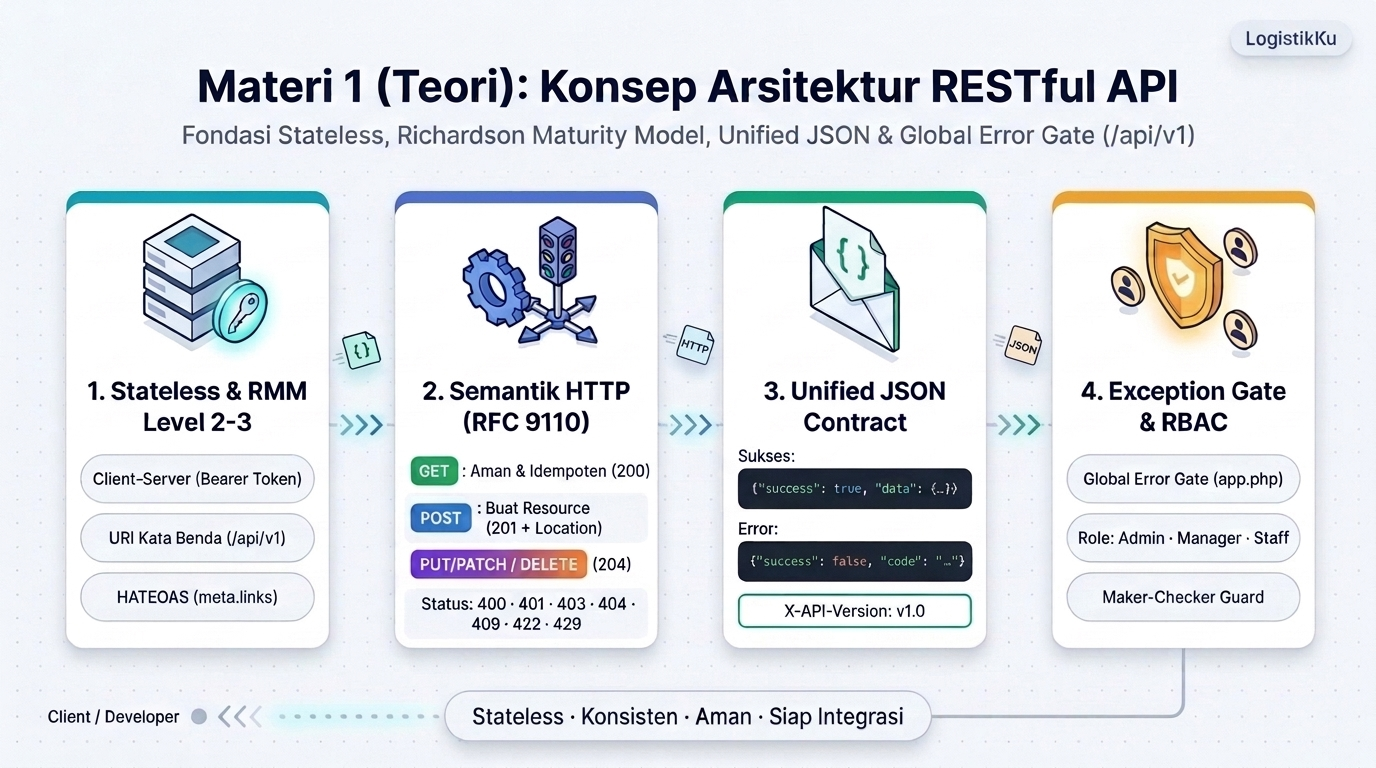 LogistikKu
Materi 1 (Teori): Konsep Arsitektur RESTful API
Fondasi Stateless, Richardson Maturity Model, Unified JSON & Global Error Gate (/api/v1)
{}
HTTP
{}
JSON
1. Stateless & RMM
Level 2-3
Client-Server (Bearer Token)
URI Kata Benda (/api/v1)
HATEOAS (meta.links)
2. Semantik HTTP
(RFC 9110)
GET : Aman & Idempoten (200)
POST : Buat Resource
(201 + Location)
PUT/PATCH / DELETE (204)
Status: 400 · 401 · 403 · 404 ·
409 · 422 · 429
3. Unified JSON
Contract
Sukses:
{"success": true, "data": {…}}
Error:
{"success": false, "code": "…"}
X-API-Version: v1.0
4. Exception Gate
& RBAC
Global Error Gate (app.php)
Role: Admin · Manager · Staff
Maker-Checker Guard
Client / Developer
Stateless · Konsisten · Aman · Siap Integrasi